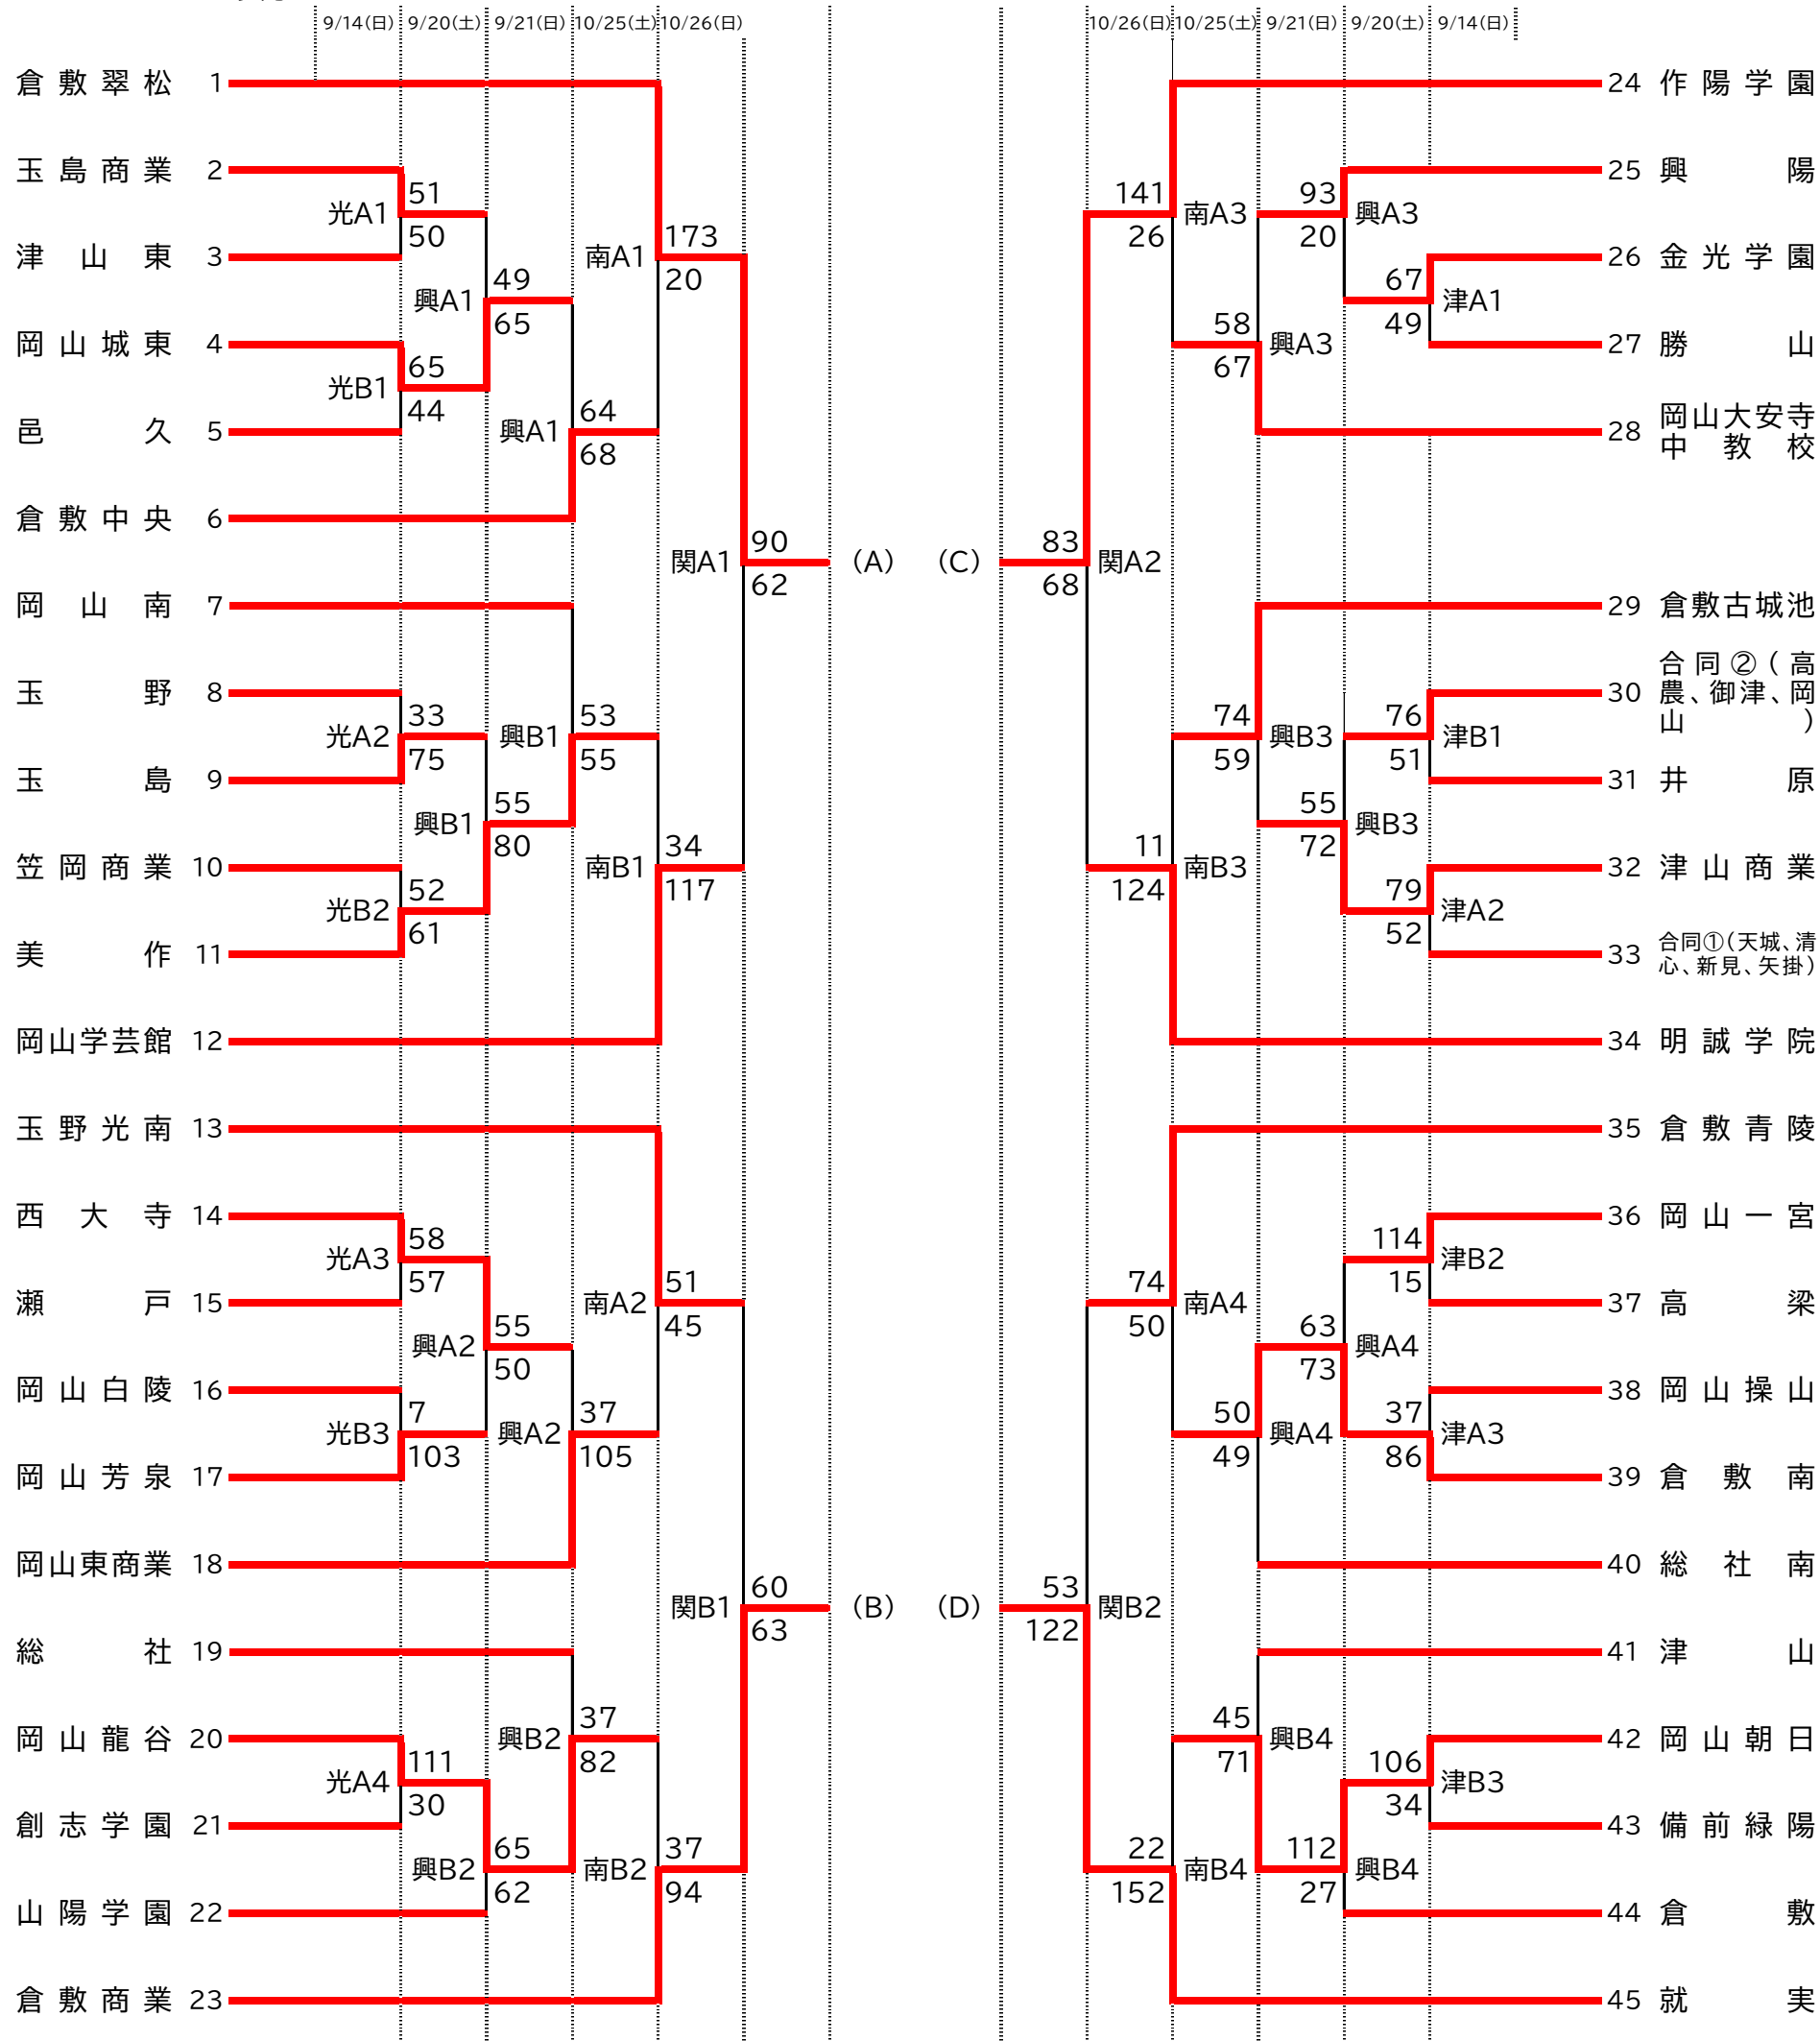 9/14(日) 9/20(土) 9/21(日) 10/25(土) 10/26(日) 10/26(日) 10/25(土) 9/21(日) 9/20(土) 9/14(日)
倉敷翠松 1
24 作陽学園
玉島商業 2
25 興陽
51
141
93
光A1
南A3
興A3
50
26
20
津山東 3
173
南A1
20
26 金光学園
49
67
興A1
津A1
65
49
岡山城東 4
58
興A3
67
27 勝山
65
光B1
44
邑久 5
64
興A1
68
28 岡山大安寺
中教校
倉敷中央 6
90
関A1
62
(A)
(C)
83
関A2
68
岡山南 7
29 倉敷古城池
玉野 8
30 合同②(高
農、御津、岡
山)
33
光A2
75
53
興B1
55
74
興B3
59
76
津B1
51
玉島 9
31 井原
55
興B1
80
55
興B3
72
笠岡商業 10
34
南B1
117
11
南B3
124
32 津山商業
52
光B2
61
79
津A2
52
美作 11
33 合同①(天城、清
心、新見、矢掛)
岡山学芸館 12
34 明誠学院
玉野光南 13
35 倉敷青陵
西大寺 14
36 岡山一宮
58
光A3
57
114
津B2
15
瀬戸 15
51
南A2
45
74
南A4
50
37 高梁
55
興A2
50
63
興A4
73
岡山白陵 16
38 岡山操山
7
光B3
103
37
興A2
105
50
興A4
49
37
津A3
86
岡山芳泉 17
39 倉敷南
岡山東商業 18
40 総社南
60
関B1
63
(B)
(D)
53
関B2
122
総社 19
41 津山
岡山龍谷 20
37
興B2
82
45
興B4
71
42 岡山朝日
111
光A4
30
106
津B3
34
創志学園 21
43 備前緑陽
65
興B2
62
37
南B2
94
22
南B4
152
112
興B4
27
山陽学園 22
44 倉敷
倉敷商業 23
45 就実